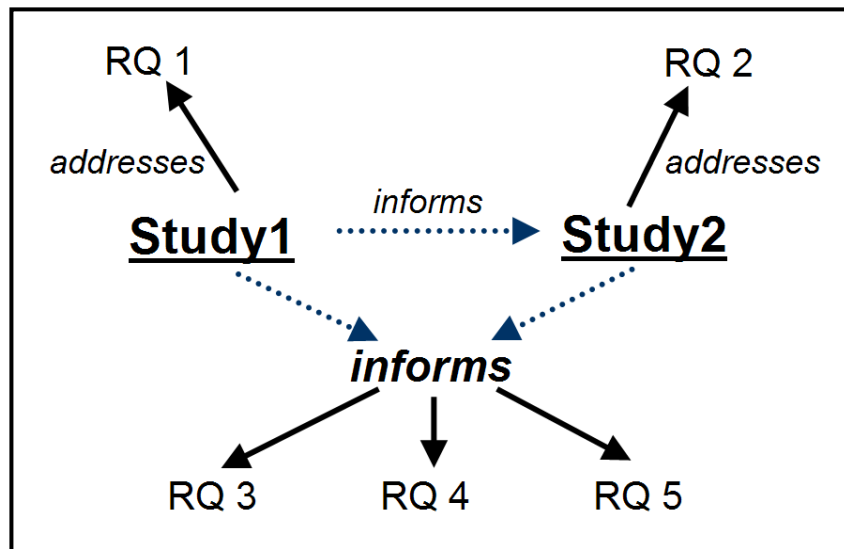 RQ 1
RQ 2
addresses
addresses
informs
Study1
Study2
informs
RQ 3
RQ 4
RQ 5